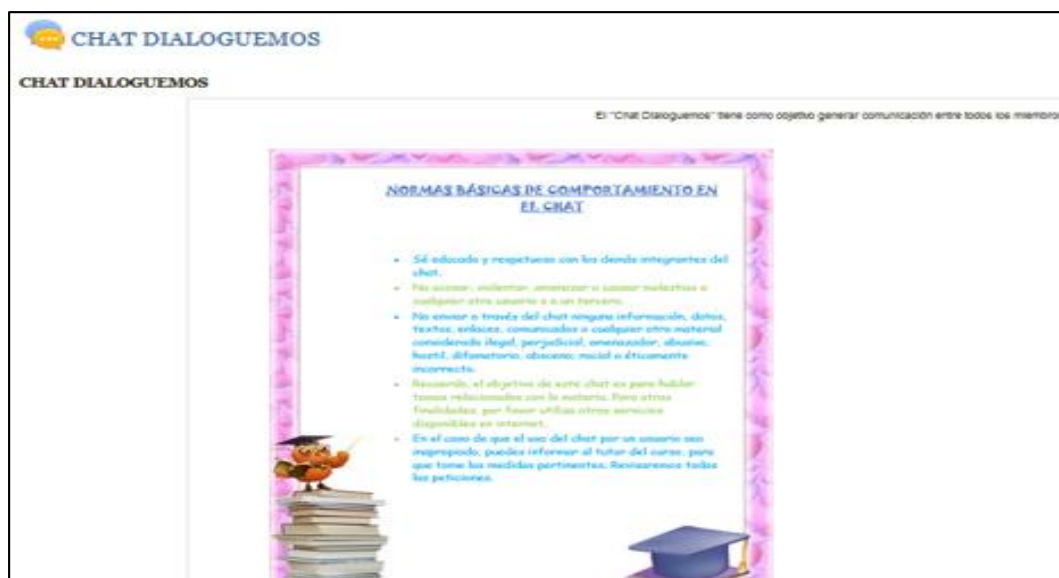 CHAT DIALOGUEMOS
CHAT DIALOGUEMOS
El "Chat Dialoguemos" tiene como objetivo generar comunicación entre todos los miembros
NORMAS BÁSICAS DE COMPORTAMIENTO EN
EL CHAT
Sé educado y respetuoso con los demás integrantes del
chat.
No acosar, violentar, amenazar o causar molestias a
cualquier otro usuario o a un tercero.
No enviar a través del chat ninguna información, datos,
textos, enlaces, comunicados o cualquier otro material
considerado ilegal, perjudicial, amenazador, abusivo,
hostil, difamatorio, obsceno; racial o éticamente
incorrecto.
Recuerda, el objetivo de este chat es para hablar
temas relacionados con la materia. Para otras
finalidades, por favor utiliza otros servicios
disponibles en internet.
En el caso de que el uso del chat por un usuario sea
inapropiado, puedes informar al tutor del curso, para
que tome las medidas pertinentes. Revisaremos todas
las peticiones.